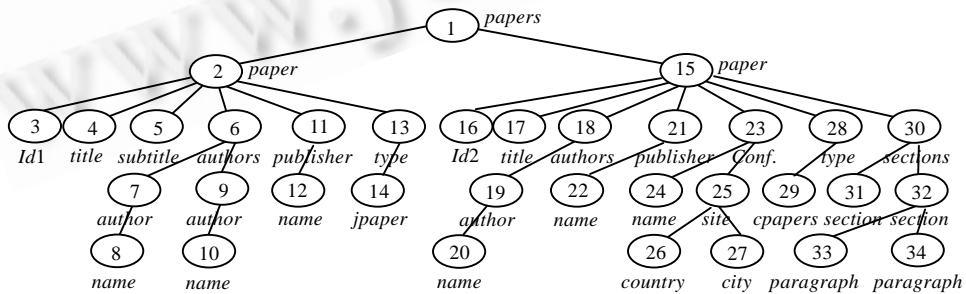 1 papers
2 paper 15 paper
3 4 5 6 11 13 16 17 18 21 23 28 30
Id1 title subtitle authors publisher type Id2 title authors publisher Conf. type sections
7 9 12 14 19 22 24 25 29 31 32
author author name jpaper author name name site cpapers section section
8 10 20 26 27 33 34
name name name country city paragraph paragraph